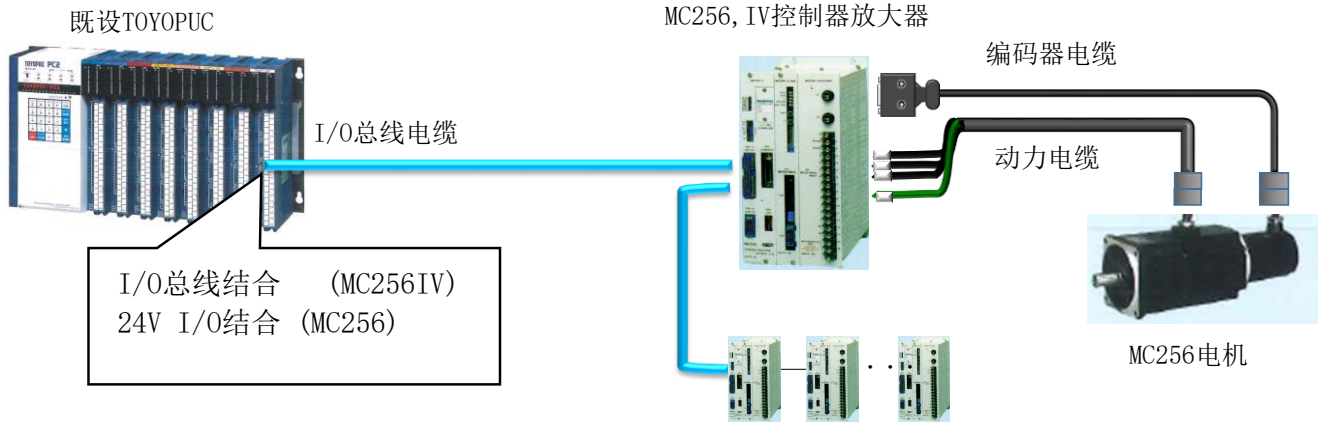 既设TOYOPUC
MC256,IV控制器放大器
编码器电缆
TOYOPUC PC2
I/O总线电缆
动力电缆
I/O总线结合 (MC256IV)
24V I/O结合 (MC256)
MC256电机